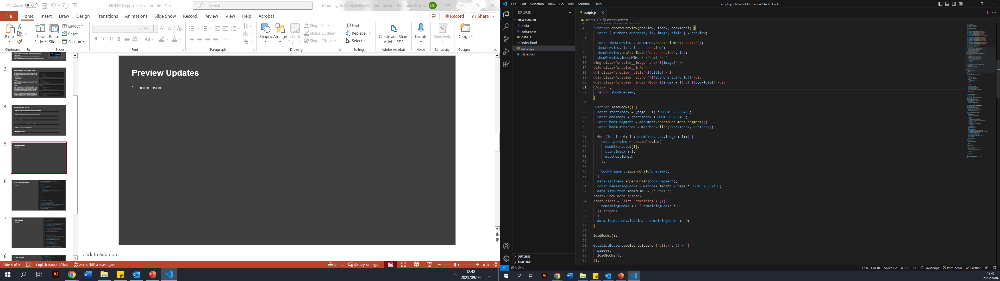 AutoSave Off
NOEMOO.pptx • Saved to this PC
Search
Moodley, Noeleen Kylie (Ms) (Summerstrand Campus North) MN
File Home Insert Draw Design Transitions Animations Slide Show Record Review View Help Acrobat
Record Share
Paste
New Slide
Reuse Slides
Layout
Reset
Section
24
B I U S ab AV Aa A
Shapes Arrange Quick Styles
Shape Fill
Shape Outline
Shape Effects
Find
Replace
Select
Create and Share Adobe PDF
Dictate
Sensitivity
Designer
Clipboard Slides Font Paragraph Drawing Editing Adobe Acrobat Voice Sensitivity Designer
3
Understanding The Current Code
4
Identifying Code Issues
5
Preview Updates
6
Book Summary Updates
7
Filter Updates
8
Search Updates
Preview Updates
1. Lorum Ipsum
Click to add notes
Slide 5 of 9 English (South Africa) Accessibility: Investigate Notes Display Settings 81%
12:48
2023/09/04
File Edit Selection View Go Run Terminal Help
scripts.js - New folder - Visual Studio Code
EXPLORER
NEW FOLDER
meta
.gitignore
JS data.js
<> index.html
JS scripts.js
# styles.css
OUTLINE
TIMELINE
JS scripts.js
JS scripts.js > createPreview
48 //Preview books & index
49 function createPreview(preview, index, bookTotal) {
50 const { author: authorId, id, image, title } = preview;
51
52 const showPreview = document.createElement("button");
53 showPreview.classList = "preview";
54 showPreview.setAttribute("data-preview", id);
55 showPreview.innerHTML = /*html */ `
56 <img class="preview__image" src="${image}" />
57 <div class="preview__info">
58 <h3 class="preview__title">${title}</h3>
59 <div class="preview__author">${authors[authorId]}</div>
60 <div class="preview__index">Book ${index + 1} of ${bookTotal}</div>
61 </div> `;
62 return showPreview;
63 }
64
65 function loadBooks() {
66 const startIndex = (page - 1) * BOOKS_PER_PAGE;
67 const endIndex = startIndex + BOOKS_PER_PAGE;
68 const bookFragment = document.createDocumentFragment();
69 const bookExtracted = matches.slice(startIndex, endIndex);
70
71 for (let i = 0; i < bookExtracted.length; i++) {
72 const preview = createPreview(
73 bookExtracted[i],
74 startIndex + i,
75 matches.length
76 );
77
78 bookFragment.appendChild(preview);
79 }
80 dataListItems.appendChild(bookFragment);
81 const remainingBooks = matches.length - page * BOOKS_PER_PAGE;
82 dataListButton.innerHTML = /* html */ `
83 <span> Show more </span>
84 <span class = "list__remaining"> (${
85 remainingBooks > 0 ? remainingBooks : 0
86 }) </span>
87 `;
88 dataListButton.disabled = remainingBooks <= 0;
89 }
90
91 loadBooks();
92
93 dataListButton.addEventListener("click", () => {
94 page++;
95 loadBooks();
96 });
0 0 Ln 61, Col 10 Spaces: 2 UTF-8 LF {} JavaScript Port : 5500 Prettier
12:48
2023/09/04